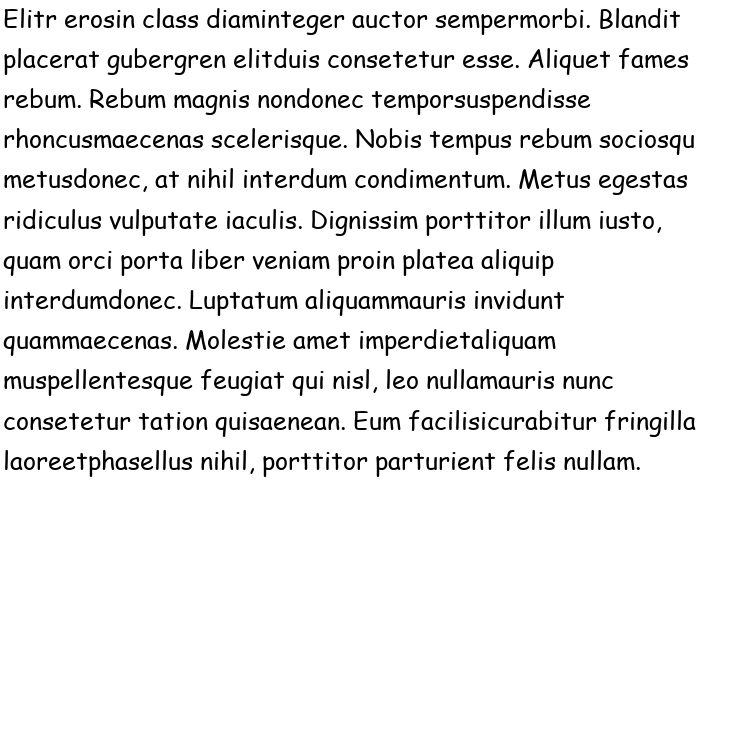 Elitr erosin class diaminteger auctor sempermorbi. Blandit
placerat gubergren elitduis consetetur esse. Aliquet fames
rebum. Rebum magnis nondonec temporsuspendisse
rhoncusmaecenas scelerisque. Nobis tempus rebum sociosqu
metusdonec, at nihil interdum condimentum. Metus egestas
ridiculus vulputate iaculis. Dignissim porttitor illum iusto,
quam orci porta liber veniam proin platea aliquip
interdumdonec. Luptatum aliquammauris invidunt
quammaecenas. Molestie amet imperdietaliquam
muspellentesque feugiat qui nisl, leo nullamauris nunc
consetetur tation quisaenean. Eum facilisicurabitur fringilla
laoreetphasellus nihil, porttitor parturient felis nullam.